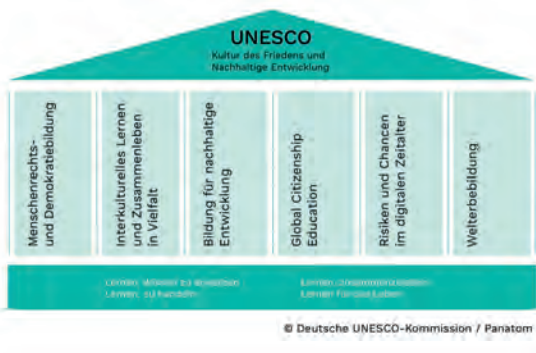 UNESCO
Kultur des Friedens und
Nachhaltige Entwicklung
Menschenrechts-
und Demokratiebildung
Interkulturelles Lernen
und Zusammenleben
in Vielfalt
Bildung für nachhaltige
Entwicklung
Global Citizenship
Education
Risiken und Chancen
im digitalen Zeitalter
Welterbebildung
Lernen, Wissen zu erwerben
Lernen, zu handeln
Lernen, zusammenzuleben
Lernen für das Leben
© Deutsche UNESCO-Kommission / Panatom